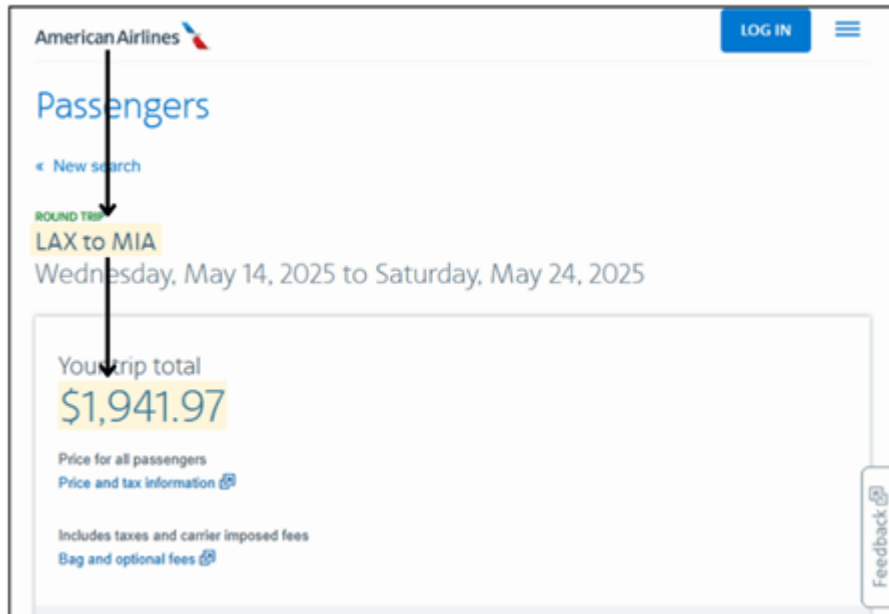 American Airlines
LOG IN
Passengers
« New search
ROUND TRIP
LAX to MIA
Wednesday, May 14, 2025 to Saturday, May 24, 2025
Your trip total
$1,941.97
Price for all passengers
Price and tax information
Includes taxes and carrier imposed fees
Bag and optional fees
Feedback